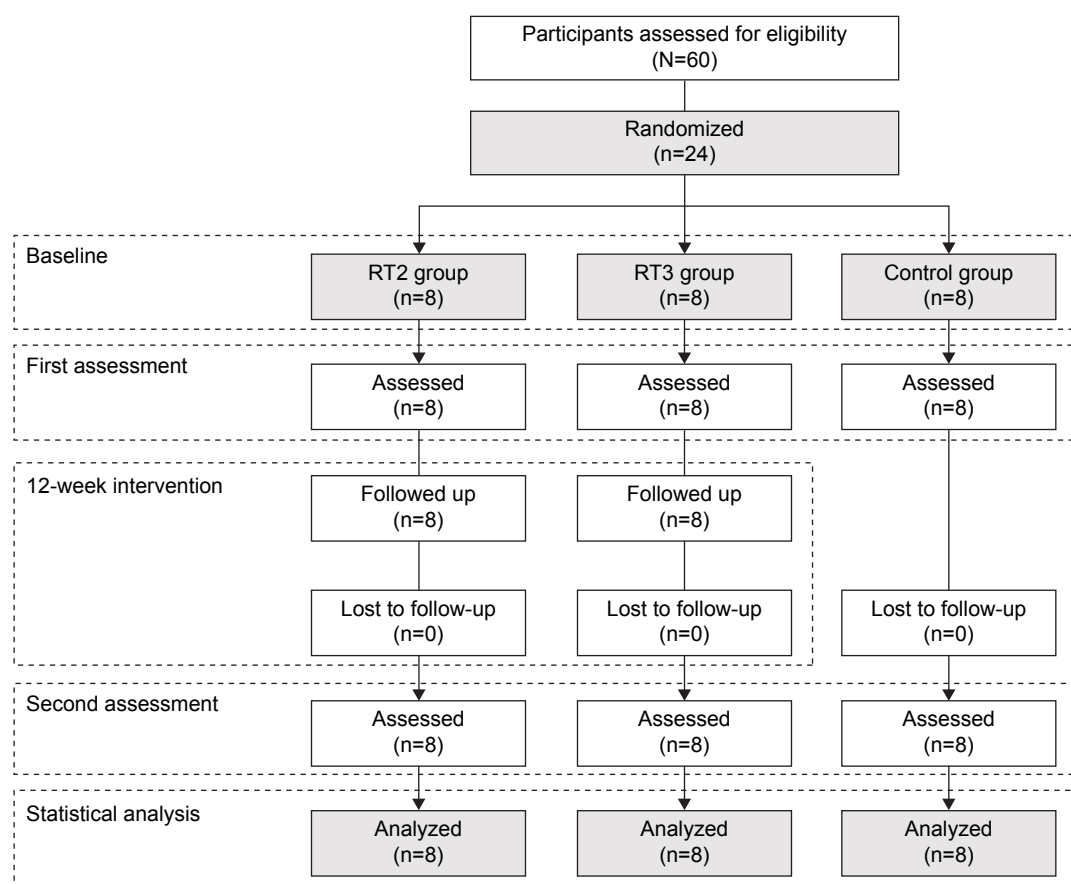 Participants assessed for eligibility
(N=60)
Randomized
(n=24)
Baseline
RT2 group
(n=8)
RT3 group
(n=8)
Control group
(n=8)
First assessment
Assessed
(n=8)
Assessed
(n=8)
Assessed
(n=8)
12-week intervention
Followed up
(n=8)
Followed up
(n=8)
Lost to follow-up
(n=0)
Lost to follow-up
(n=0)
Lost to follow-up
(n=0)
Second assessment
Assessed
(n=8)
Assessed
(n=8)
Assessed
(n=8)
Statistical analysis
Analyzed
(n=8)
Analyzed
(n=8)
Analyzed
(n=8)